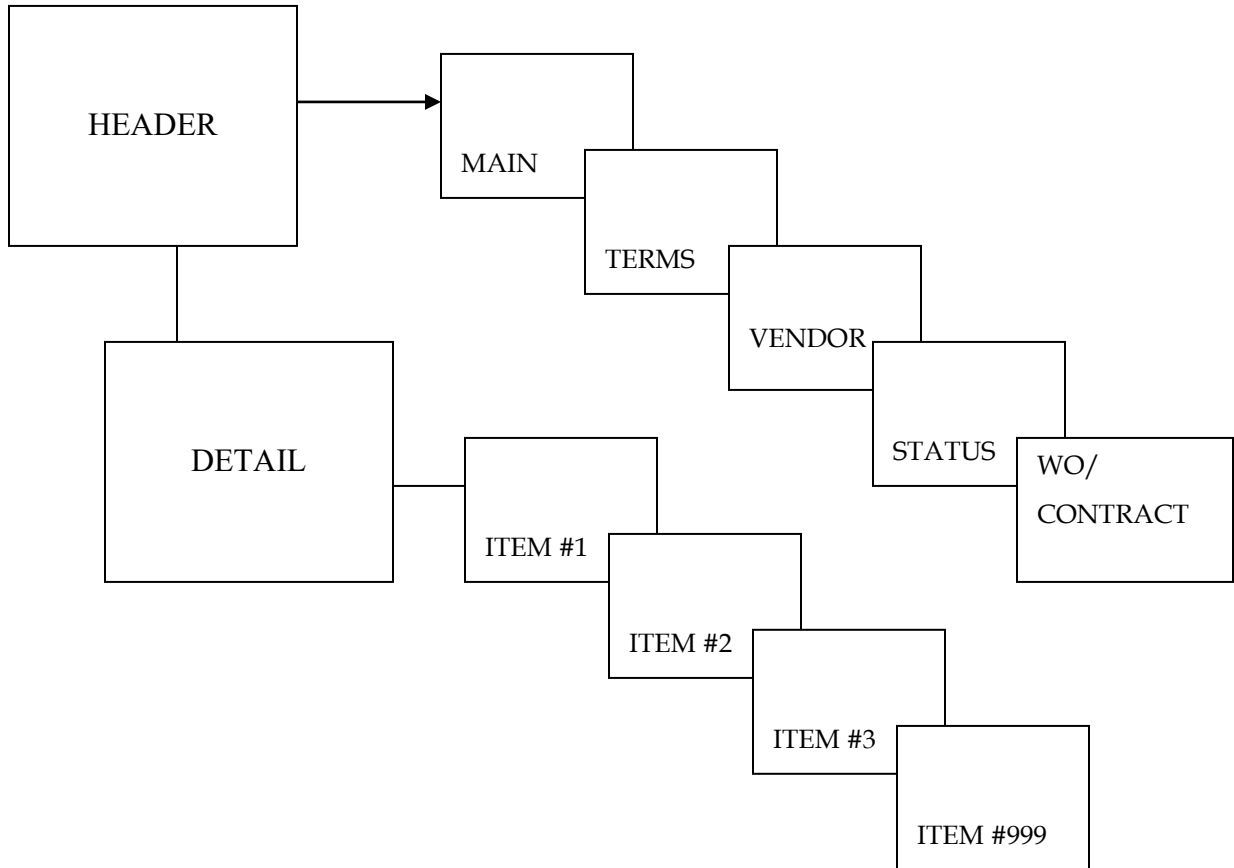 HEADER
MAIN
TERMS
VENDOR
STATUS
WO/
CONTRACT
DETAIL
ITEM #1
ITEM #2
ITEM #3
ITEM #999